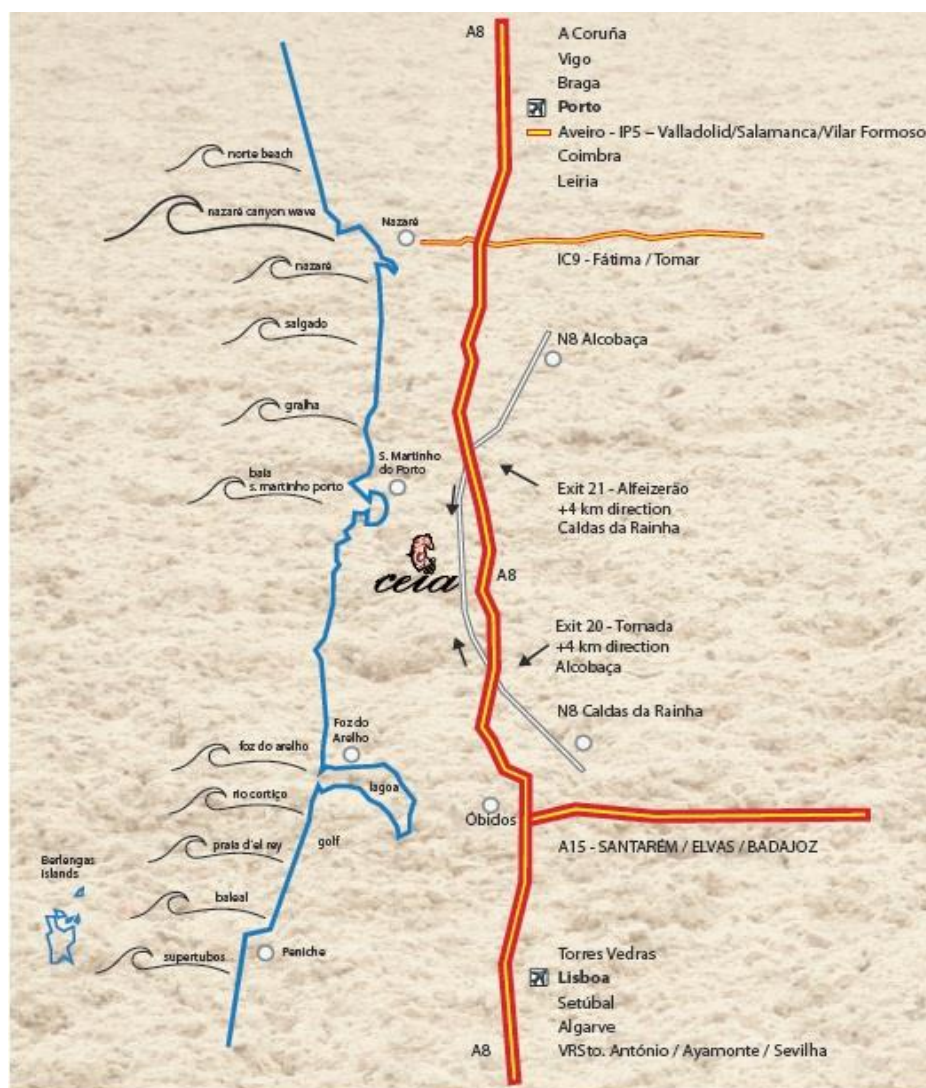 A8
A Coruña
Vigo
Braga
Porto
Aveiro - IP5 – Valladolid/Salamanca/Vilar Formoso
Coimbra
Leiria
norte beach
nazaré canyon wave
Nazaré
IC9 - Fátima / Tomar
nazaré
salgado
N8 Alcobaça
gralha
S. Martinho
do Porto
baía
s. martinho porto
Exit 21 - Alfeizerão
+4 km direction
Caldas da Rainha
ceia
A8
Exit 20 - Tornada
+4 km direction
Alcobaça
N8 Caldas da Rainha
Foz do
Arelho
foz do arelho
lagoa
rio cortiço
Óbidos
golf
praia d'el rey
A15 - SANTARÉM / ELVAS / BADAJOZ
Berlengas
Islands
baleal
Peniche
supertubos
Torres Vedras
Lisboa
Setúbal
Algarve
A8
VRSto. António / Ayamonte / Sevilha